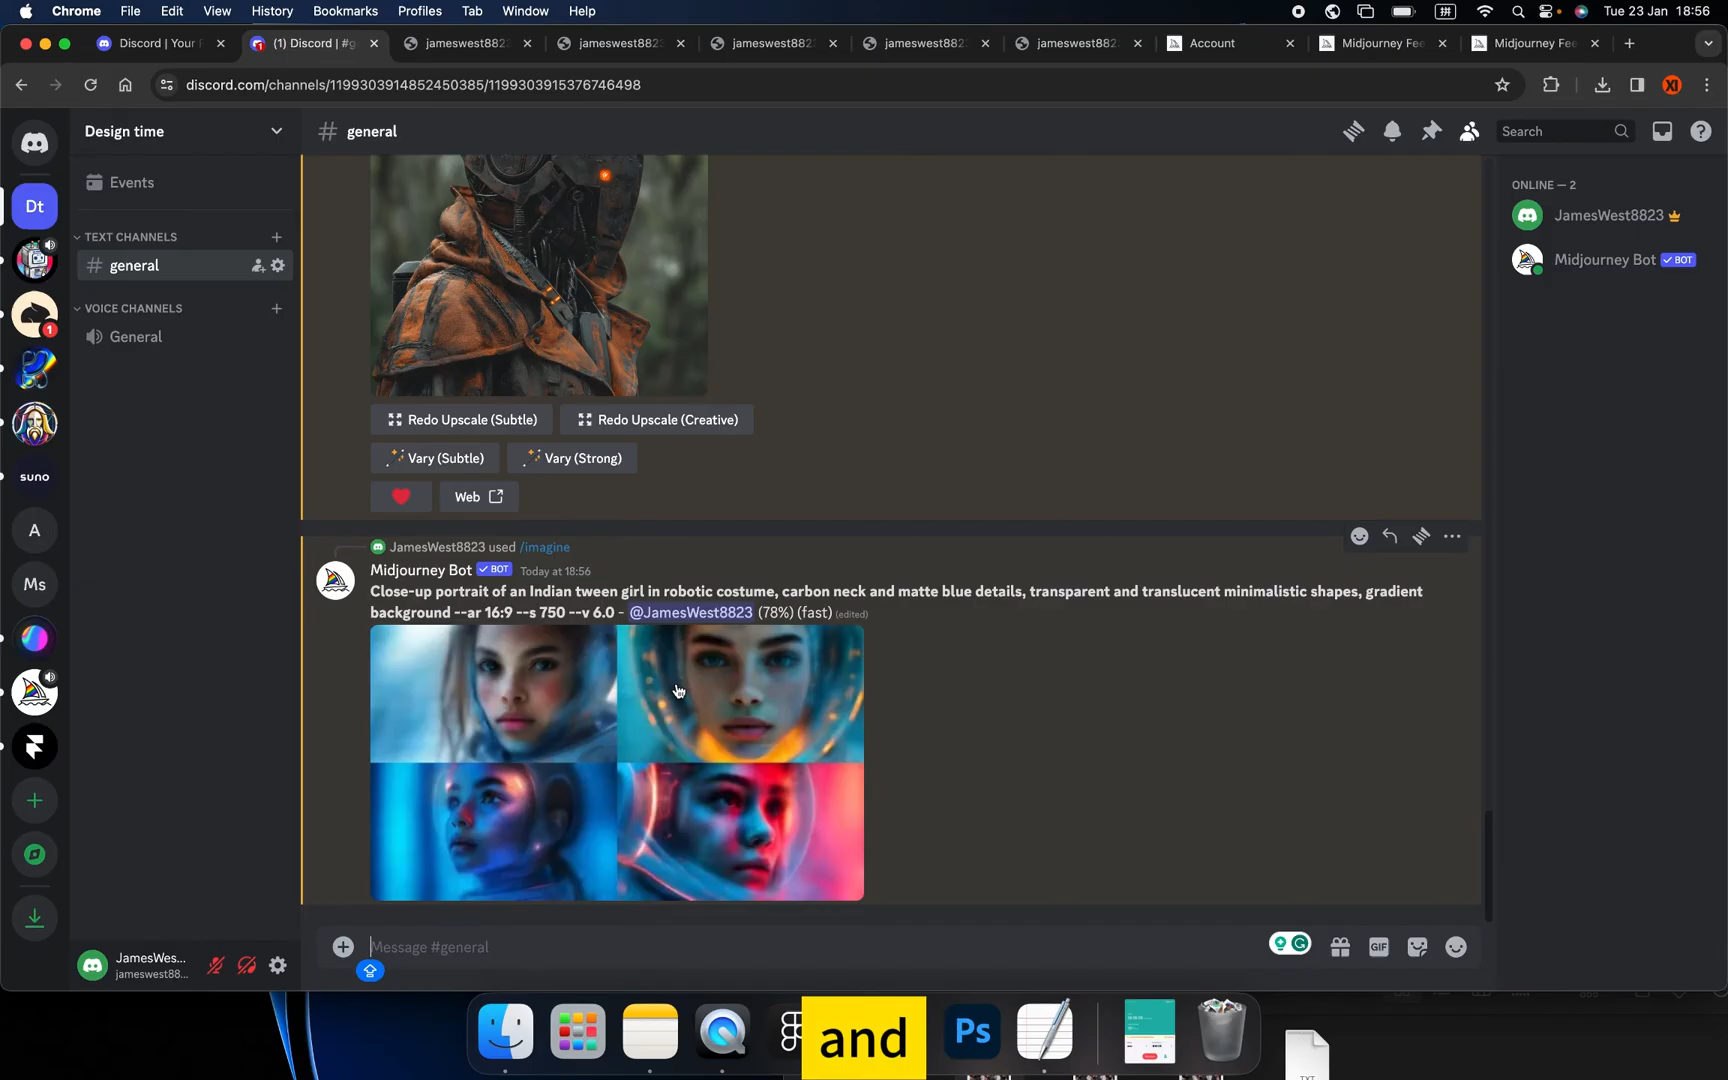 Chrome File Edit View History Bookmarks Profiles Tab Window Help
拼
Tue 23 Jan 18:56
Discord | Your F
(1) Discord | #g
jameswest882
jameswest882
jameswest882
jameswest882
jameswest882
Account
Midjourney Fee
Midjourney Fee
discord.com/channels/1199303914852450385/1199303915376746498
XI
Design time
# general
Search
Events
Dt
TEXT CHANNELS
# general
VOICE CHANNELS
General
1
suno
A
Ms
ONLINE — 2
JamesWest8823
Midjourney Bot BOT
Redo Upscale (Subtle) Redo Upscale (Creative)
Vary (Subtle) Vary (Strong)
Web
JamesWest8823 used /imagine
Midjourney Bot BOT Today at 18:56
Close-up portrait of an Indian tween girl in robotic costume, carbon neck and matte blue details, transparent and translucent minimalistic shapes, gradient
background --ar 16:9 --s 750 --v 6.0 - @JamesWest8823 (78%) (fast) (edited)
Message #general
GIF
JamesWes...
jameswest88...
and
Ps
TXT